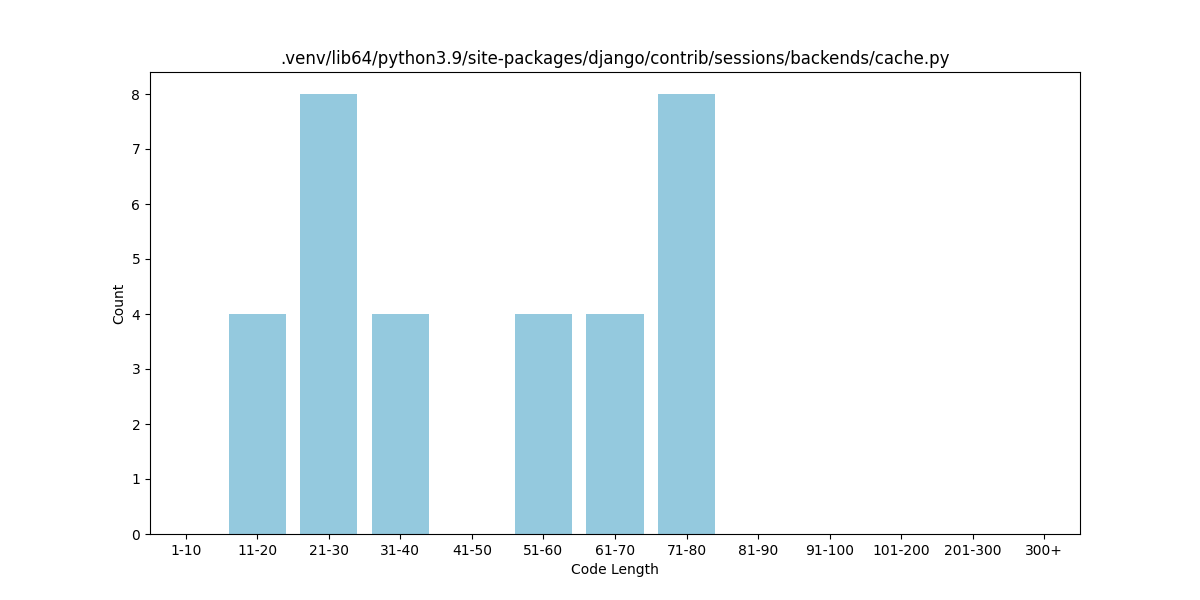 .venv/lib64/python3.9/site-packages/django/contrib/sessions/backends/cache.py
8
7
6
5
4
3
2
1
0
Count
1-10 11-20 21-30 31-40 41-50 51-60 61-70 71-80 81-90 91-100 101-200 201-300 300+
Code Length